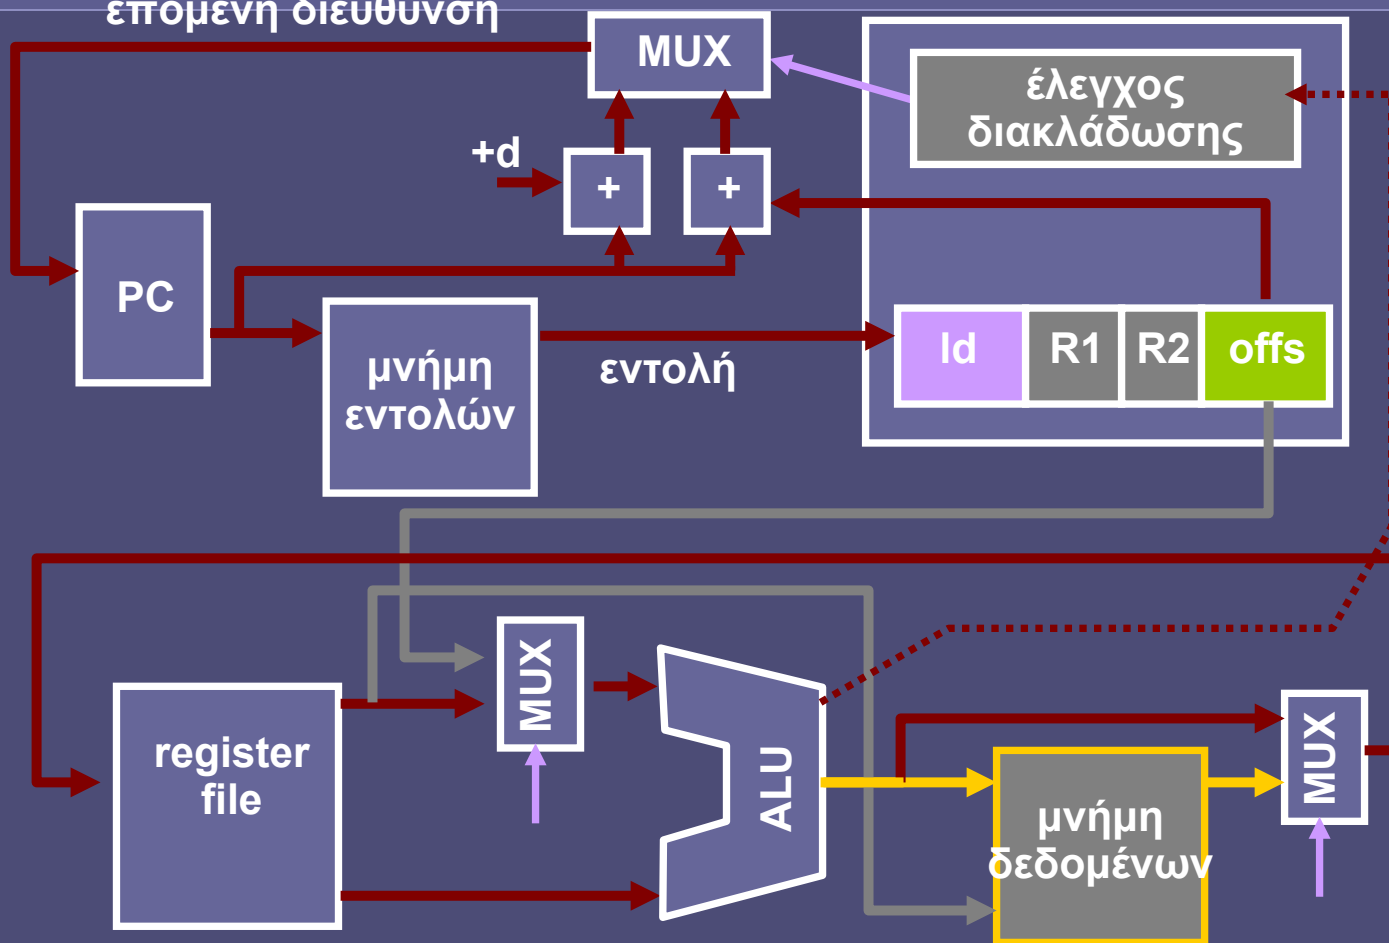 επόμενη διεύθυνση
MUX
έλεγχος
διακλάδωσης
+d
+
+
PC
μνήμη
εντολών
εντολή
ld
R1
R2
offs
MUX
register
file
ALU
μνήμη
δεδομένων
MUX